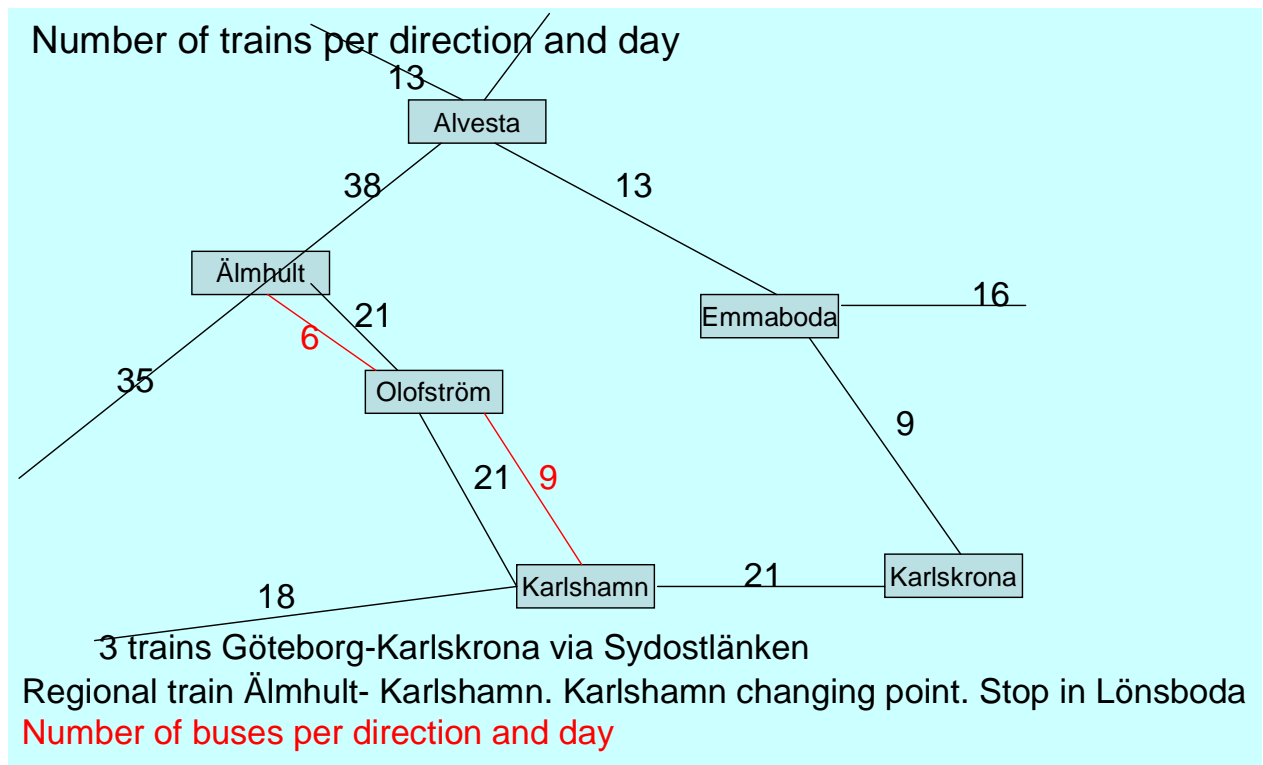 Number of trains per direction and day
13
Alvesta
38
13
Älmhult
16
Emmaboda
21
6
35
Olofström
9
21
9
Karlshamn
21
Karlskrona
18
3 trains Göteborg-Karlskrona via Sydostlänken
Regional train Älmhult- Karlshamn. Karlshamn changing point. Stop in Lönsboda
Number of buses per direction and day